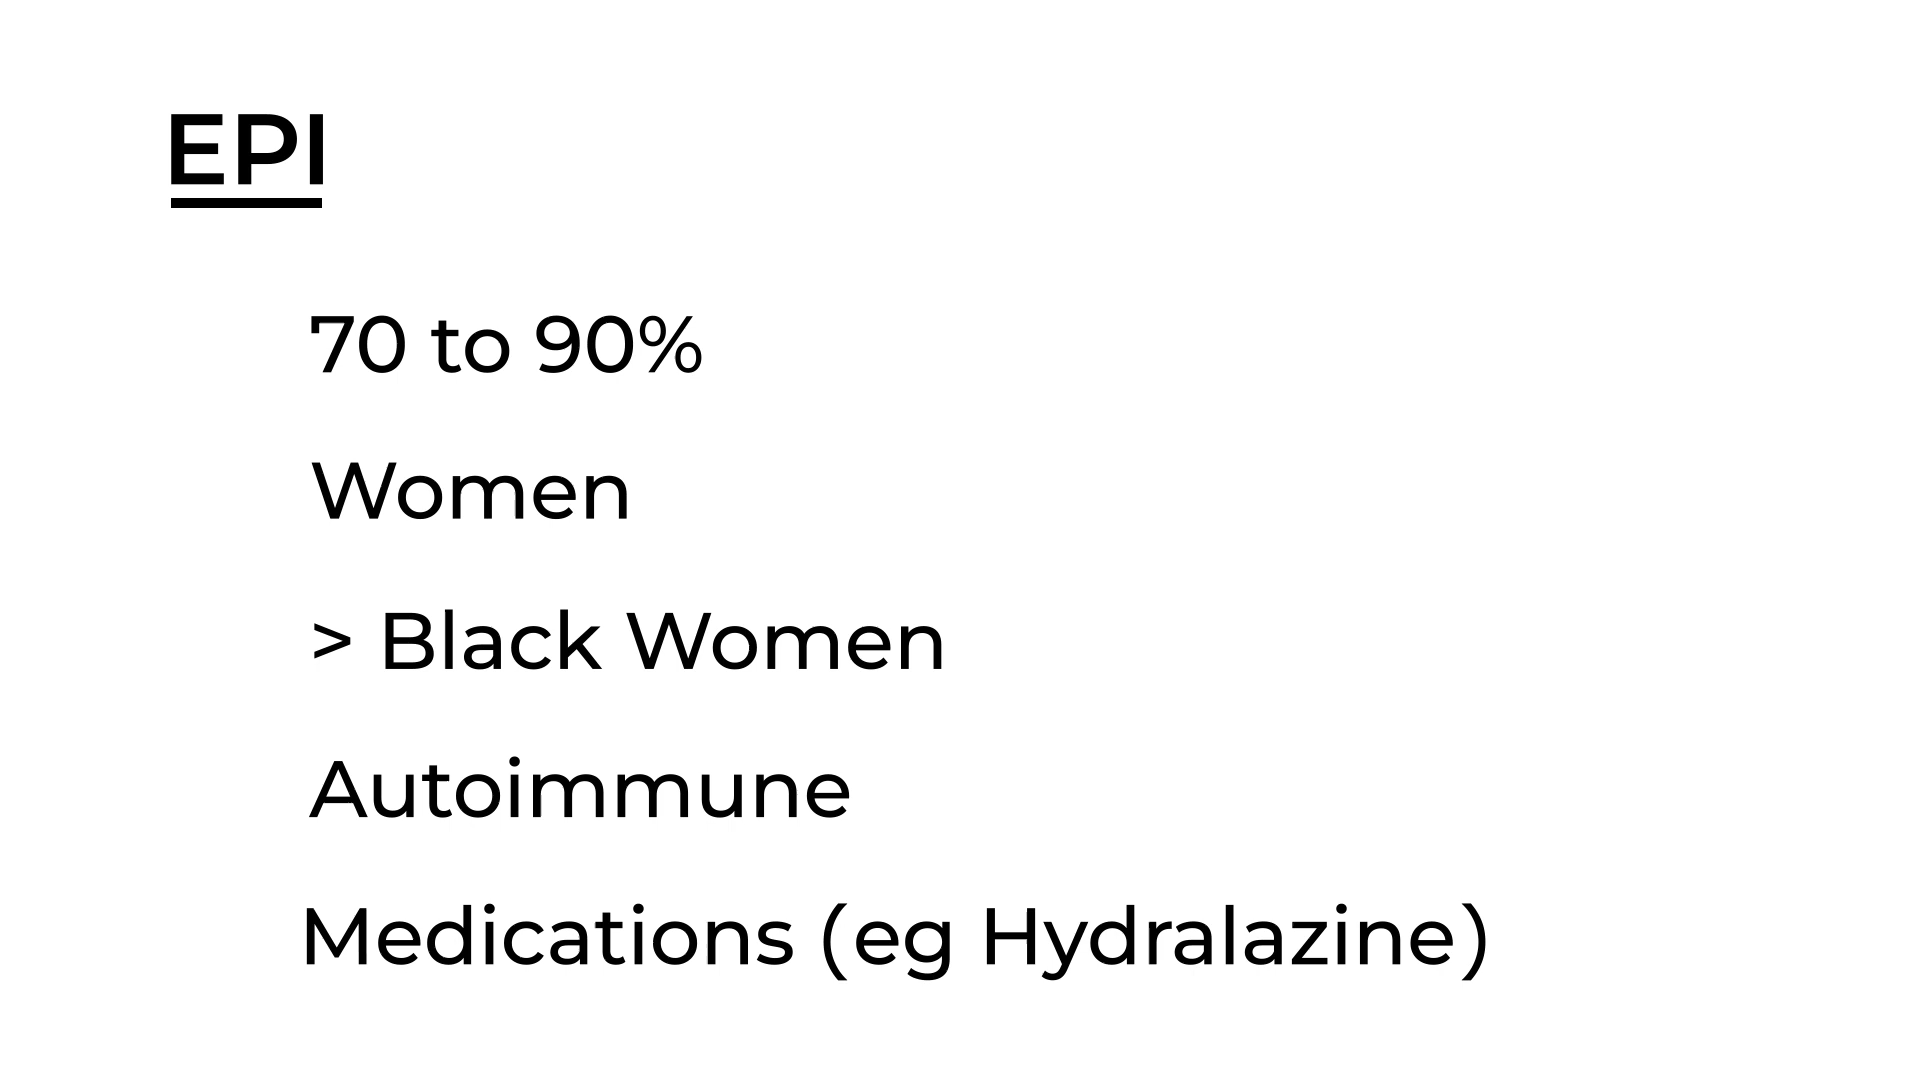 EPI
70 to 90%
Women
> Black Women
Autoimmune
Medications (eg Hydralazine)